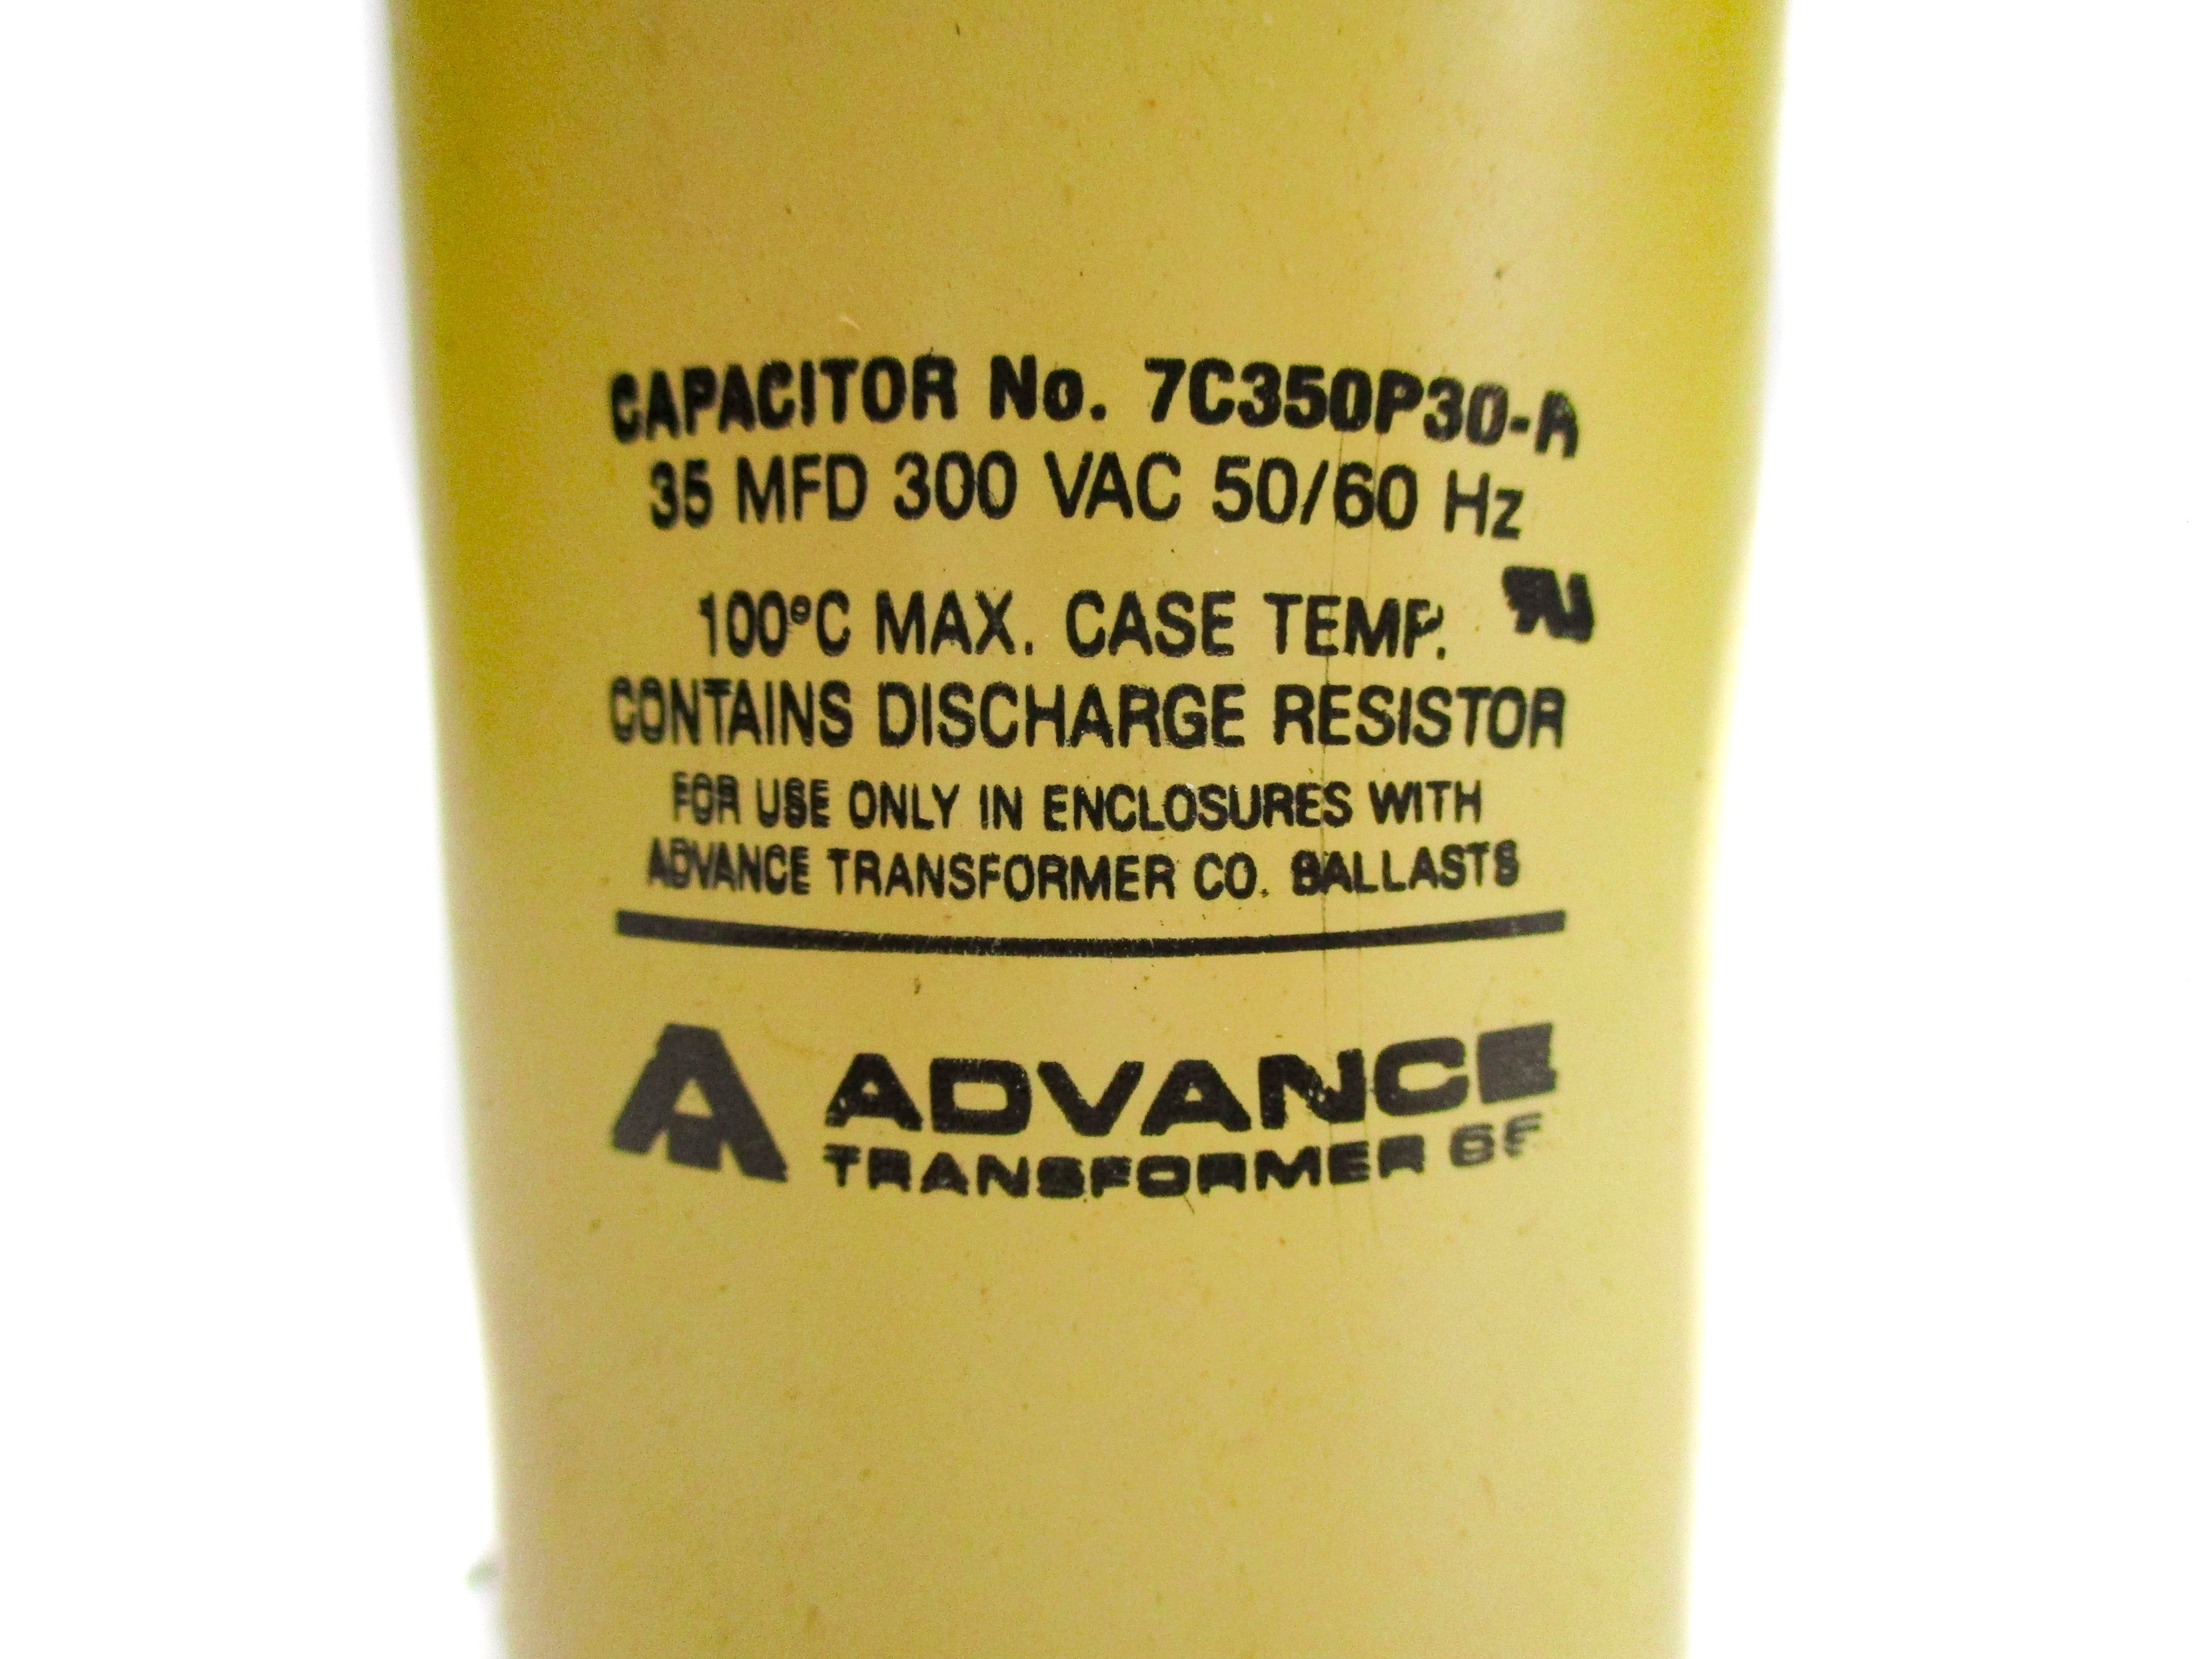 CAPACITOR No. 7C350P30-A
35 MFD 300 VAC 50/60 Hz
100°C MAX. CASE TEMP.
CONTAINS DISCHARGE RESISTOR
FOR USE ONLY IN ENCLOSURES WITH
ADVANCE TRANSFORMER CO. BALLASTS
ADVANCE
TRANSFORMER